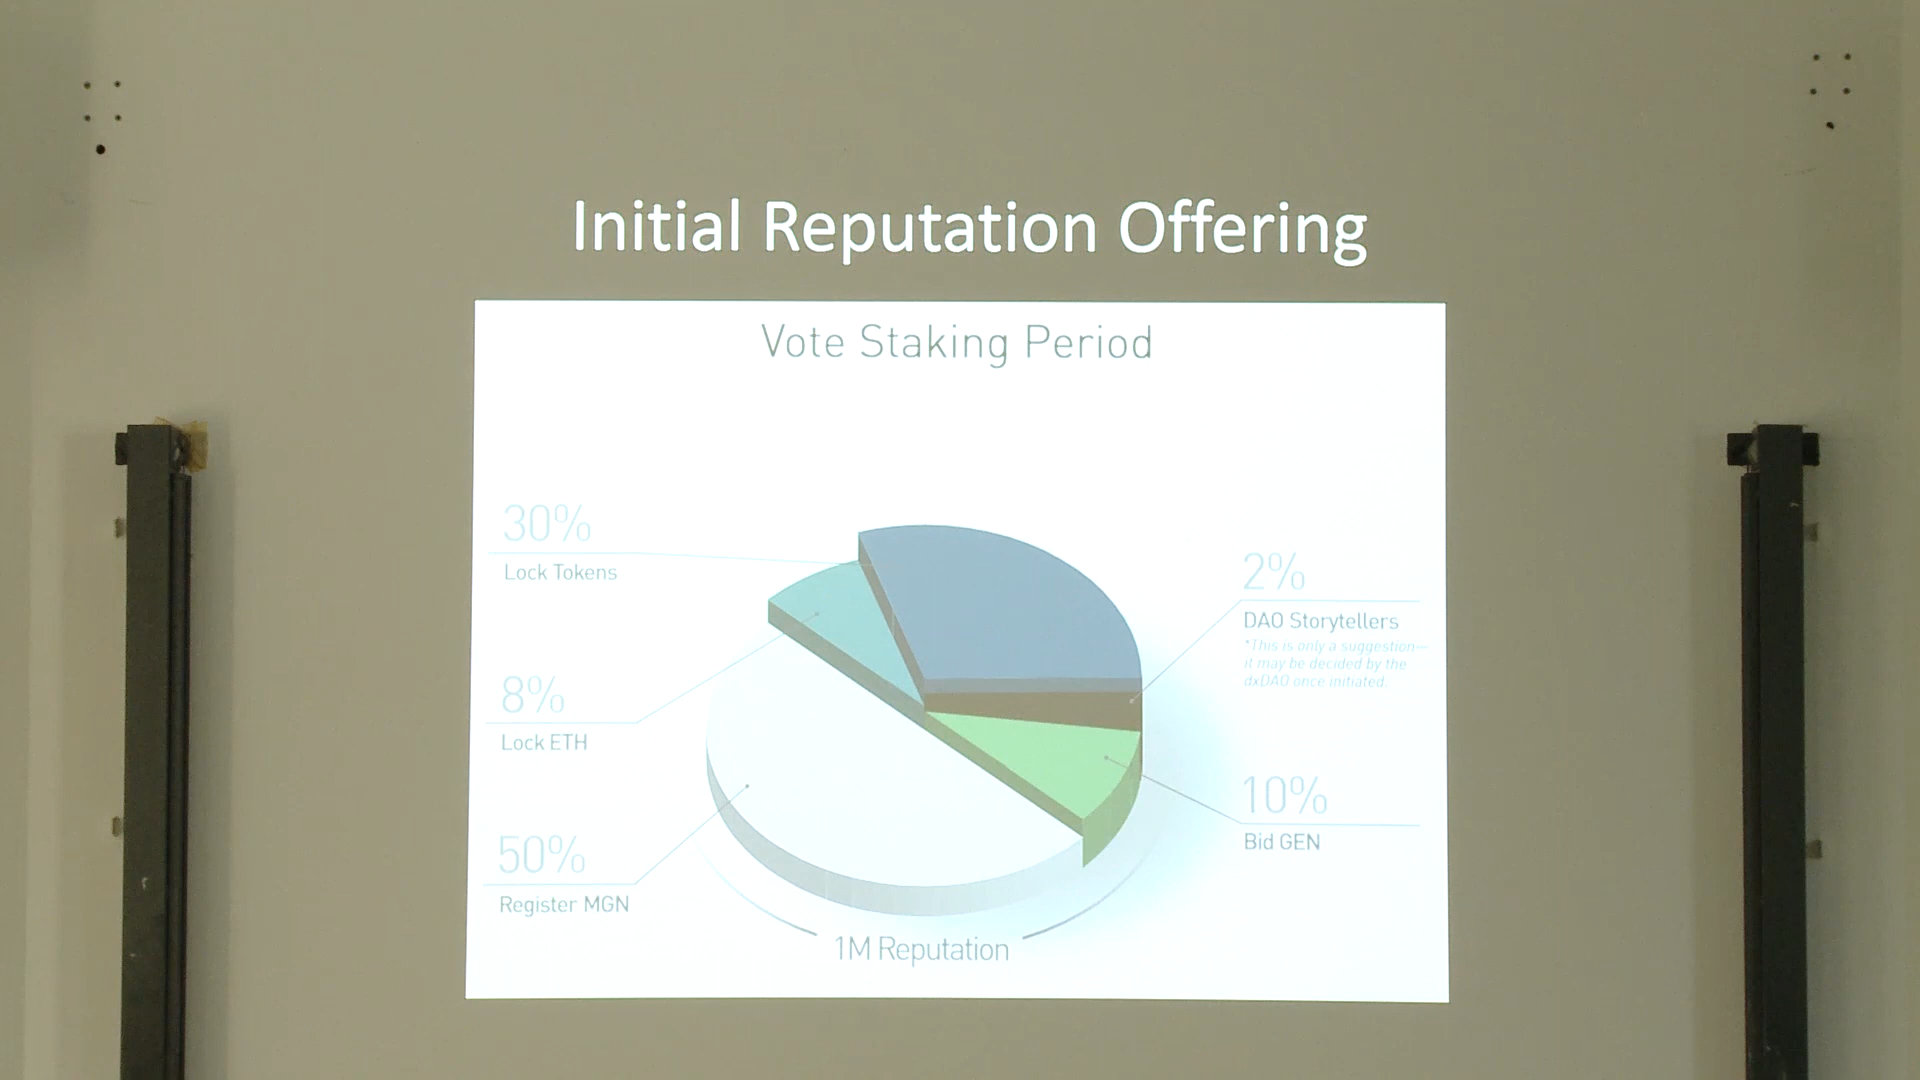 Initial Reputation Offering
Vote Staking Period
30%
Lock Tokens
8%
Lock ETH
50%
Register MGN
2%
DAO Storytellers
*This is only a suggestion—
it may be decided by the
dxDAO once initiated.
10%
Bid GEN
1M Reputation